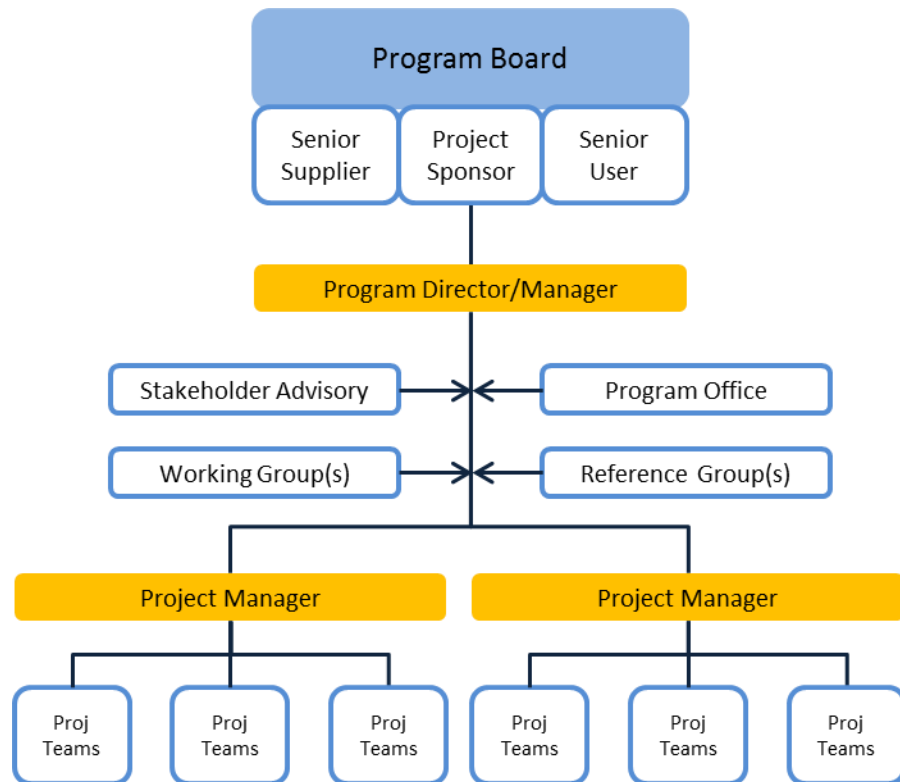 Program Board
Senior
Supplier
Project
Sponsor
Senior
User
Program Director/Manager
Stakeholder Advisory
Program Office
Working Group(s)
Reference Group(s)
Project Manager
Project Manager
Proj
Teams
Proj
Teams
Proj
Teams
Proj
Teams
Proj
Teams
Proj
Teams